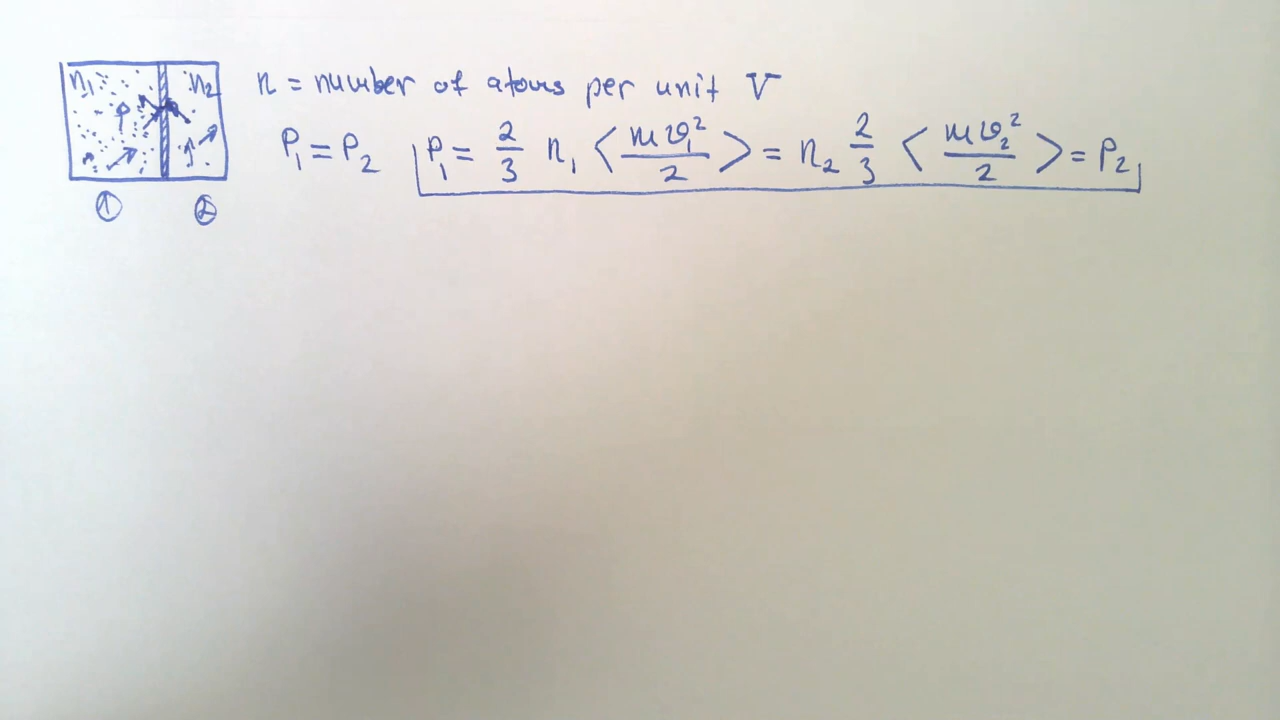 n₁ n₂ n = number of atoms per unit V
P₁ = P₂ P₁ = 2/3 n₁ < mv₁²/2 > = n₂ 2/3 < mv₂²/2 > = P₂
① ②